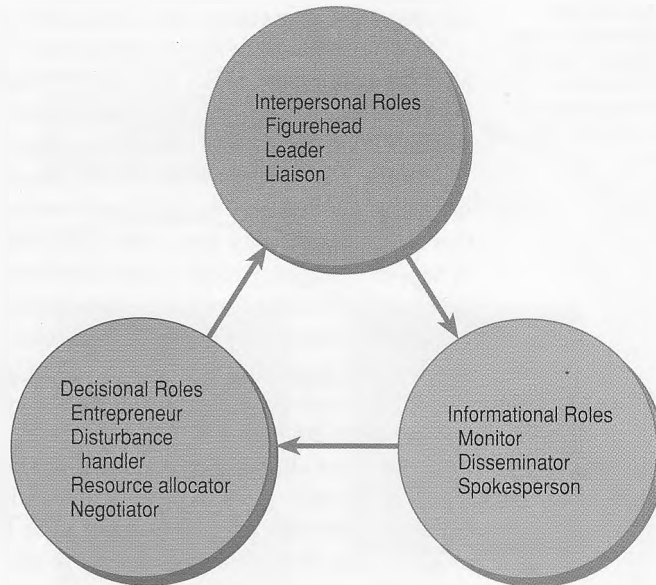 Interpersonal Roles
Figurehead
Leader
Liaison
Decisional Roles
Entrepreneur
Disturbance
handler
Resource allocator
Negotiator
Informational Roles
Monitor
Disseminator
Spokesperson